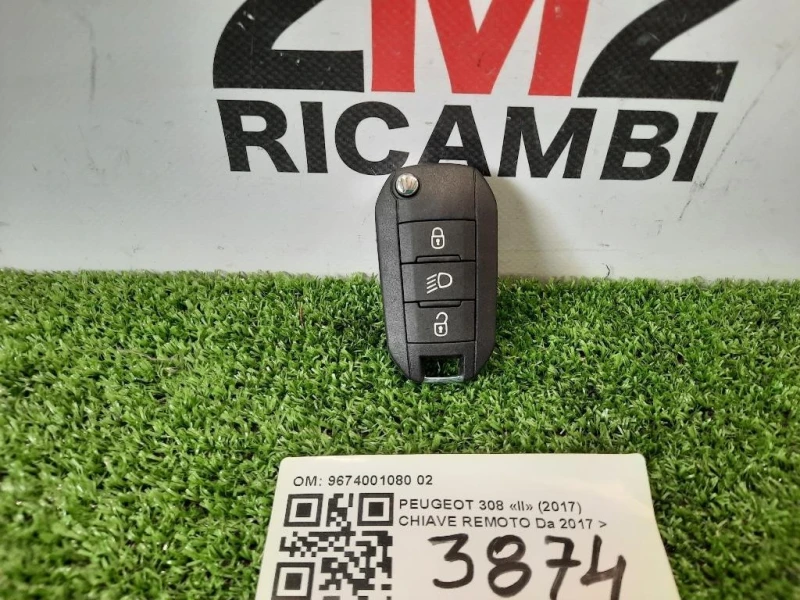 2M2
RICAMBI
OM: 9674001080 02
PEUGEOT 308 «II» (2017)
CHIAVE REMOTO Da 2017 >
3874